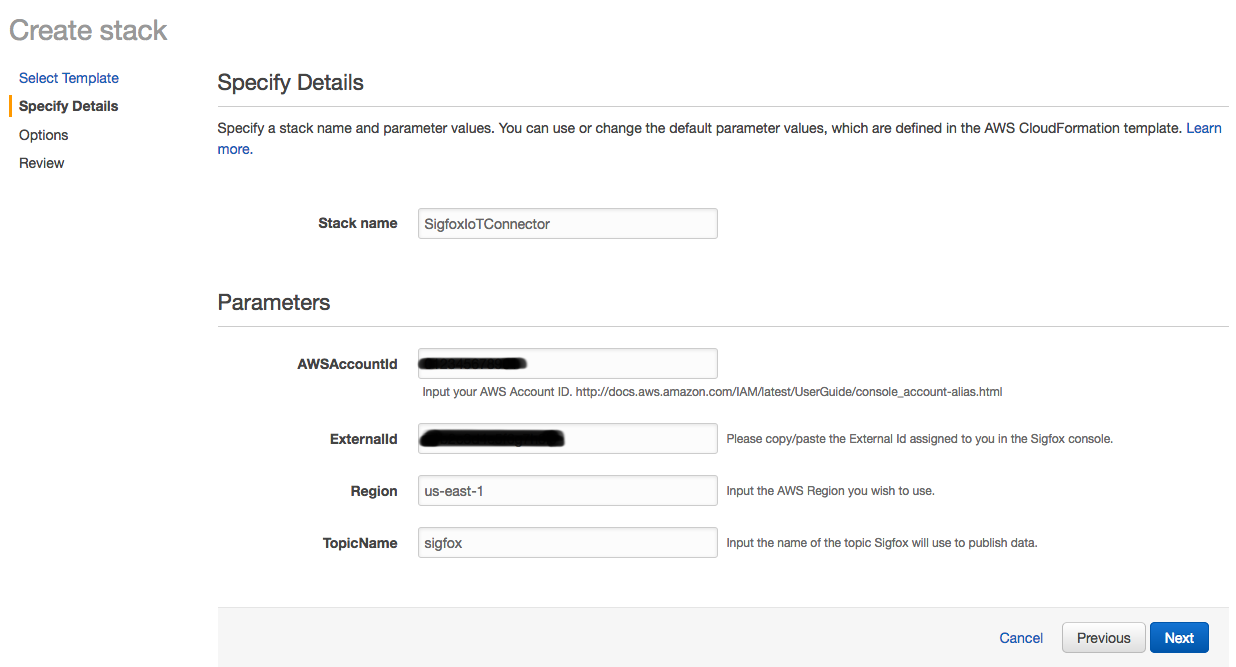 Create stack
Select Template
Specify Details
Options
Review
Specify Details
Specify a stack name and parameter values. You can use or change the default parameter values, which are defined in the AWS CloudFormation template. Learn
more.
Stack name SigfoxIoTConnector
Parameters
AWSAccountId
Input your AWS Account ID. http://docs.aws.amazon.com/IAM/latest/UserGuide/console_account-alias.html
ExternalId Please copy/paste the External Id assigned to you in the Sigfox console.
Region us-east-1 Input the AWS Region you wish to use.
TopicName sigfox Input the name of the topic Sigfox will use to publish data.
Cancel Previous Next